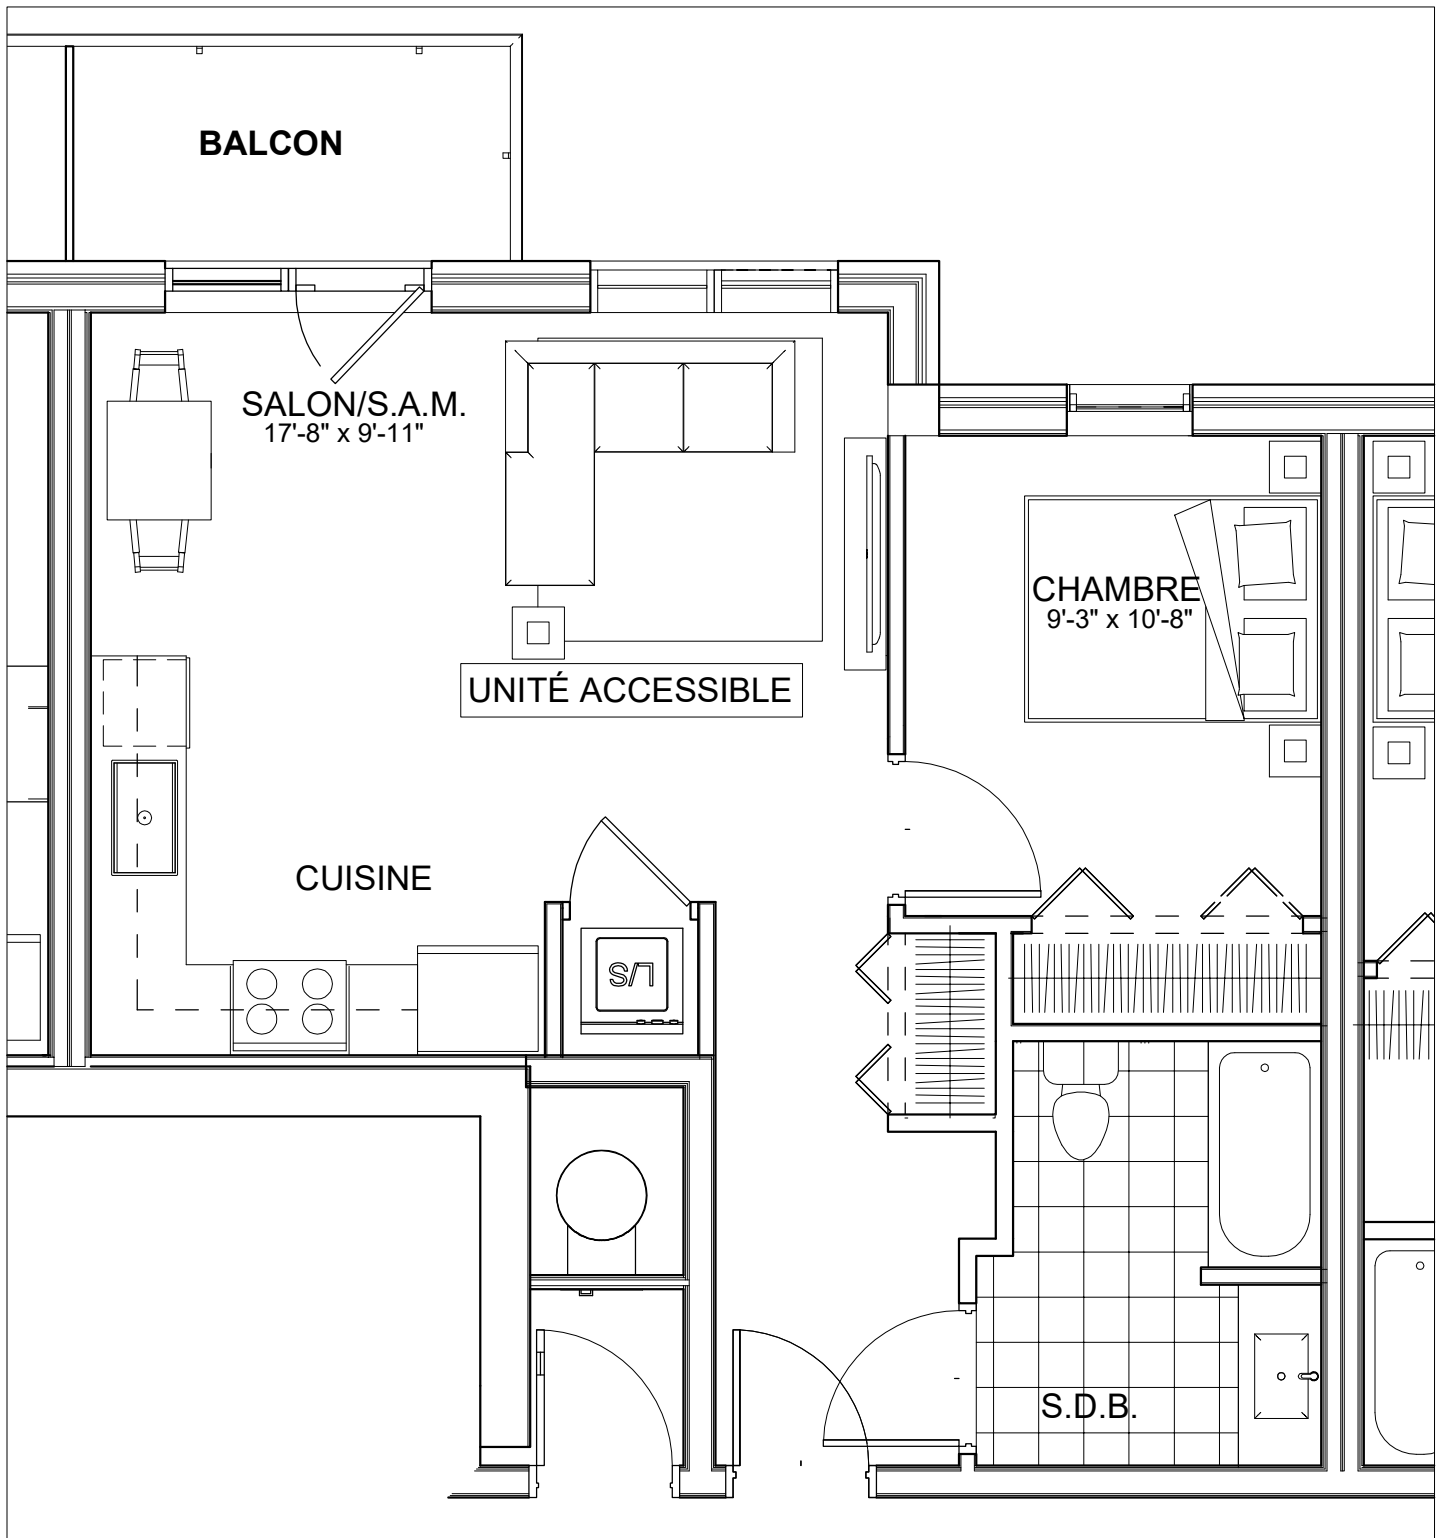 BALCON
SALON/S.A.M.
17'-8" x 9'-11"
CHAMBRE
9'-3" x 10'-8"
UNITÉ ACCESSIBLE
CUISINE
L/S
S.D.B.